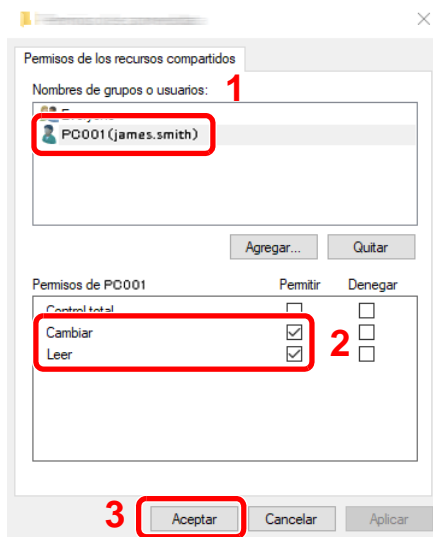 Permisos de los recursos compartidos
Nombres de grupos o usuarios: 1
Everyone
PC001(james.smith)
Agregar... Quitar
Permisos de PC001 Permitir Denegar
Control total
Cambiar
Leer
2
3 Aceptar Cancelar Aplicar